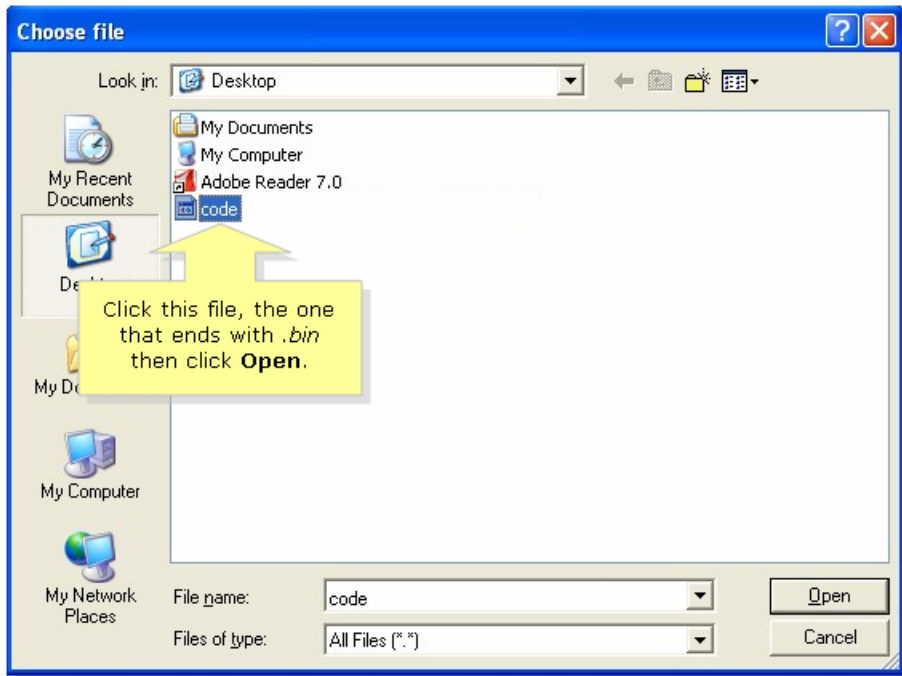 Choose file
Look in:
Desktop
My Recent
Documents
My Documents
My Computer
Adobe Reader 7.0
code
Click this file, the one
that ends with .bin
then click Open.
My Computer
My Network
Places
File name:
code
Open
Files of type:
All Files (*.*)
Cancel